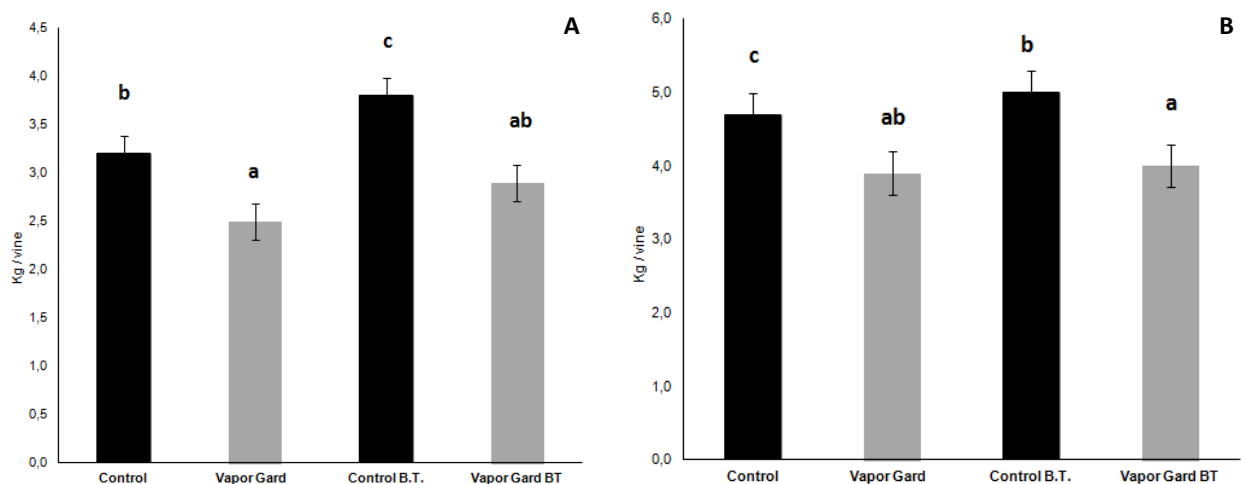 A
4,5
4,0
3,5
3,0
2,5
2,0
1,5
1,0
0,5
0,0
Kg / vine
b
a
c
ab
Control Vapor Gard Control B.T. Vapor Gard BT
B
6,0
5,0
4,0
3,0
2,0
1,0
0,0
Kg / vine
c
ab
b
a
Control Vapor Gard Control B.T. Vapor Gard BT